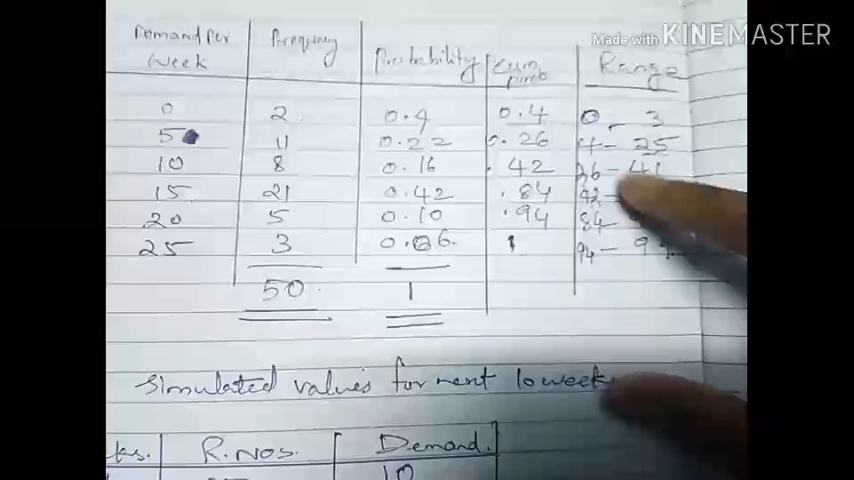 Made with KINEMASTER
Demand per week Frequency Probability Cum prob Range
0 2 0.4 0.4 0 - 3
5 11 0.22 0.26 4 - 25
10 8 0.16 .42 26 - 41
15 21 0.42 .84 42 -
20 5 0.10 .94 84 -
25 3 0.06 1 94 - 99
50 1
Simulated values for next 10 weeks
ks. R.Nos. Demand.
10